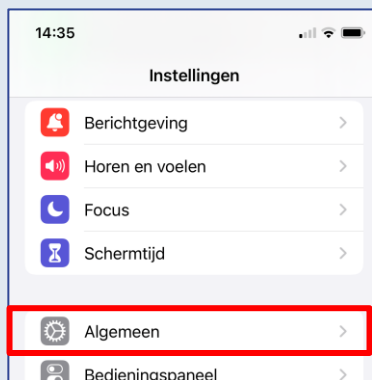 14:35
Instellingen
Berichtgeving
Horen en voelen
Focus
Schermtijd
Algemeen
Bedieningspaneel